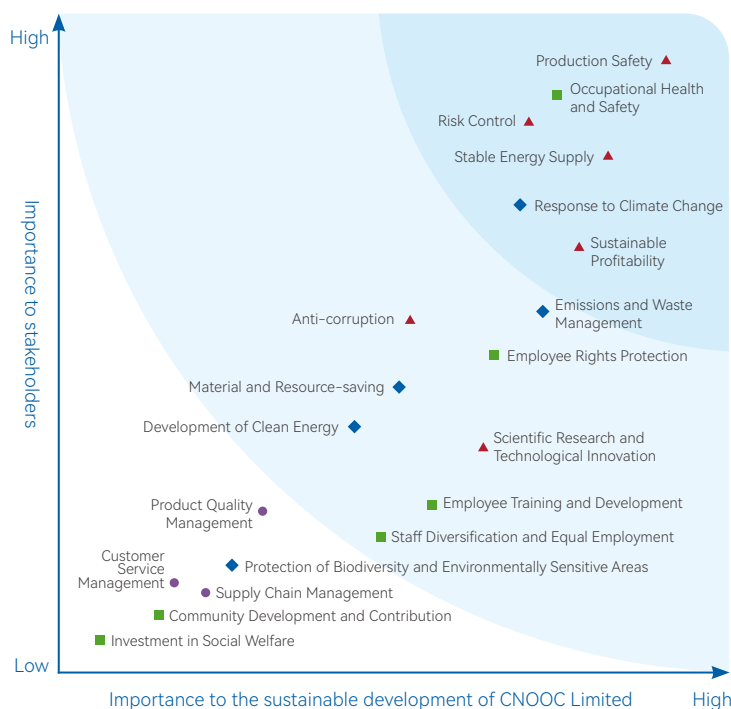 High
Production Safety
Occupational Health
and Safety
Risk Control
Stable Energy Supply
Response to Climate Change
Sustainable
Profitability
Importance to stakeholders
Emissions and Waste
Management
Anti-corruption
Employee Rights Protection
Material and Resource-saving
Development of Clean Energy
Scientific Research and
Technological Innovation
Product Quality
Management
Employee Training and Development
Staff Diversification and Equal Employment
Customer
Service
Management
Protection of Biodiversity and Environmentally Sensitive Areas
Supply Chain Management
Community Development and Contribution
Investment in Social Welfare
Low
Importance to the sustainable development of CNOOC Limited
High